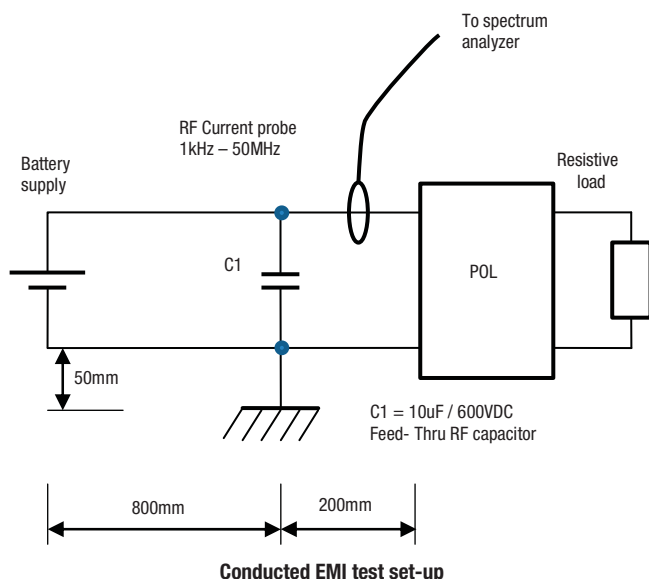 To spectrum
analyzer
RF Current probe
1kHz – 50MHz
Battery
supply
Resistive
load
C1
POL
50mm
C1 = 10uF / 600VDC
Feed- Thru RF capacitor
800mm
200mm
Conducted EMI test set-up